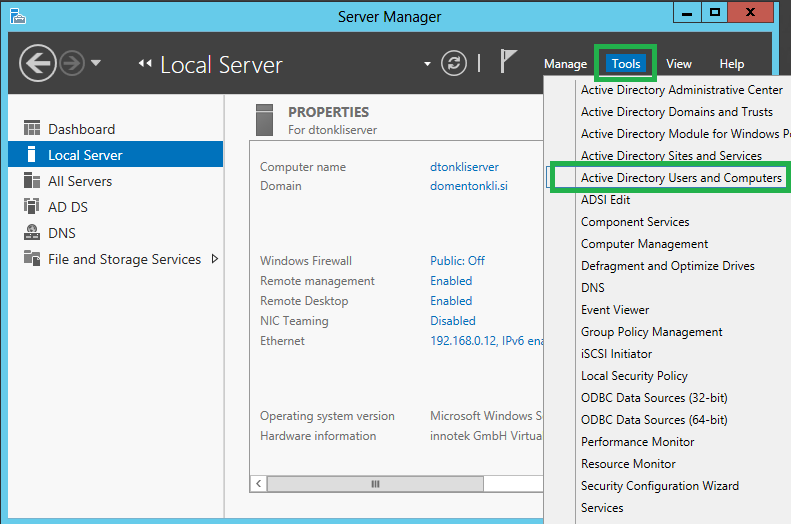 Server Manager
Local Server
Manage Tools View Help
Dashboard
Local Server
All Servers
AD DS
DNS
File and Storage Services
PROPERTIES
For dtonkliserver
Computer name dtonkliserver
Domain domentonkli.si
Windows Firewall Public: Off
Remote management Enabled
Remote Desktop Enabled
NIC Teaming Disabled
Ethernet 192.168.0.12, IPv6 ena
Operating system version Microsoft Windows S
Hardware information innotek GmbH Virtua
Active Directory Administrative Center
Active Directory Domains and Trusts
Active Directory Module for Windows Po
Active Directory Sites and Services
Active Directory Users and Computers
ADSI Edit
Component Services
Computer Management
Defragment and Optimize Drives
DNS
Event Viewer
Group Policy Management
iSCSI Initiator
Local Security Policy
ODBC Data Sources (32-bit)
ODBC Data Sources (64-bit)
Performance Monitor
Resource Monitor
Security Configuration Wizard
Services